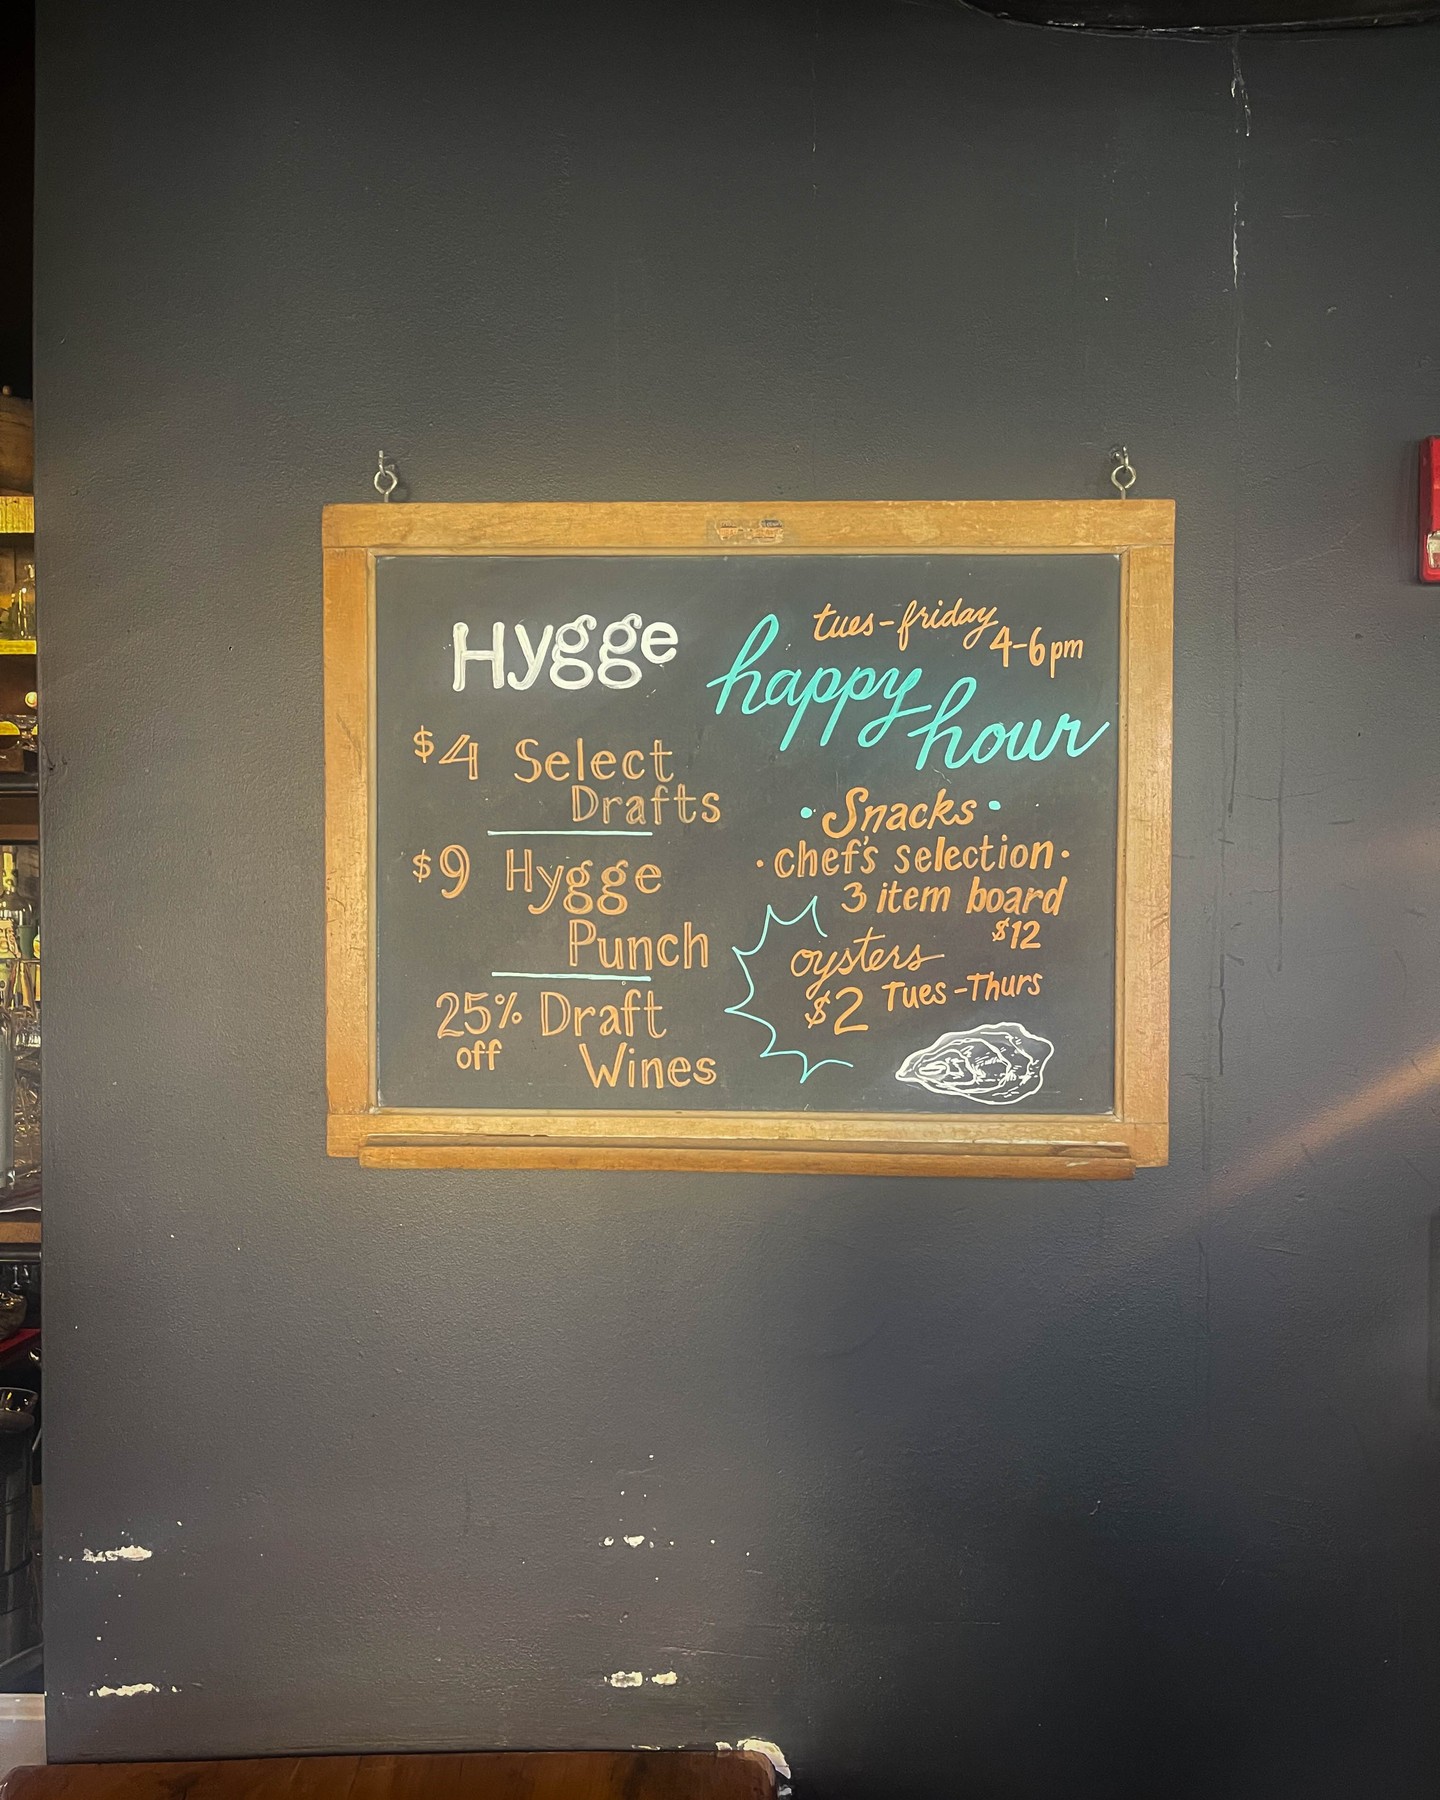 Hygge
$4 Select
Drafts
$9 Hygge
Punch
25% Draft
off Wines
tues-friday
4-6pm
happy
hour
• Snacks •
• chef's selection •
3 item board
$12
oysters
$2 Tues-Thurs